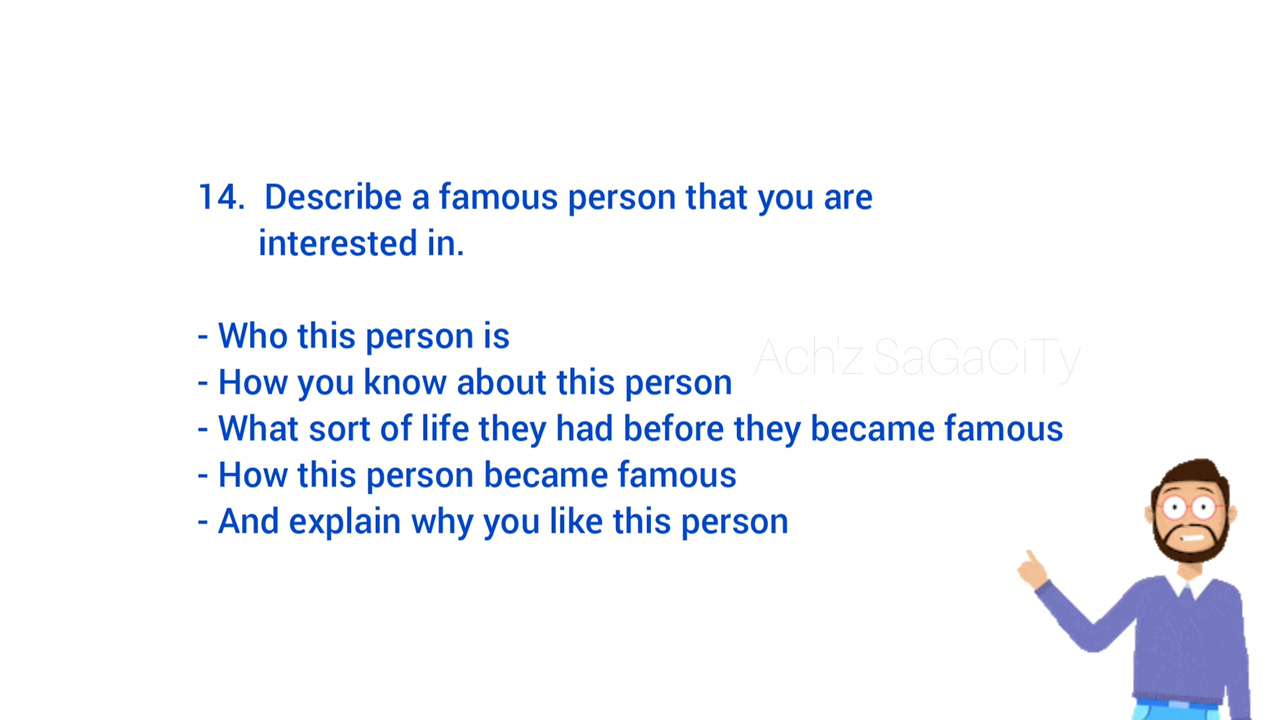 14. Describe a famous person that you are
interested in.
- Who this person is
- How you know about this person
Ach'z SaGaCiTy
- What sort of life they had before they became famous
- How this person became famous
- And explain why you like this person